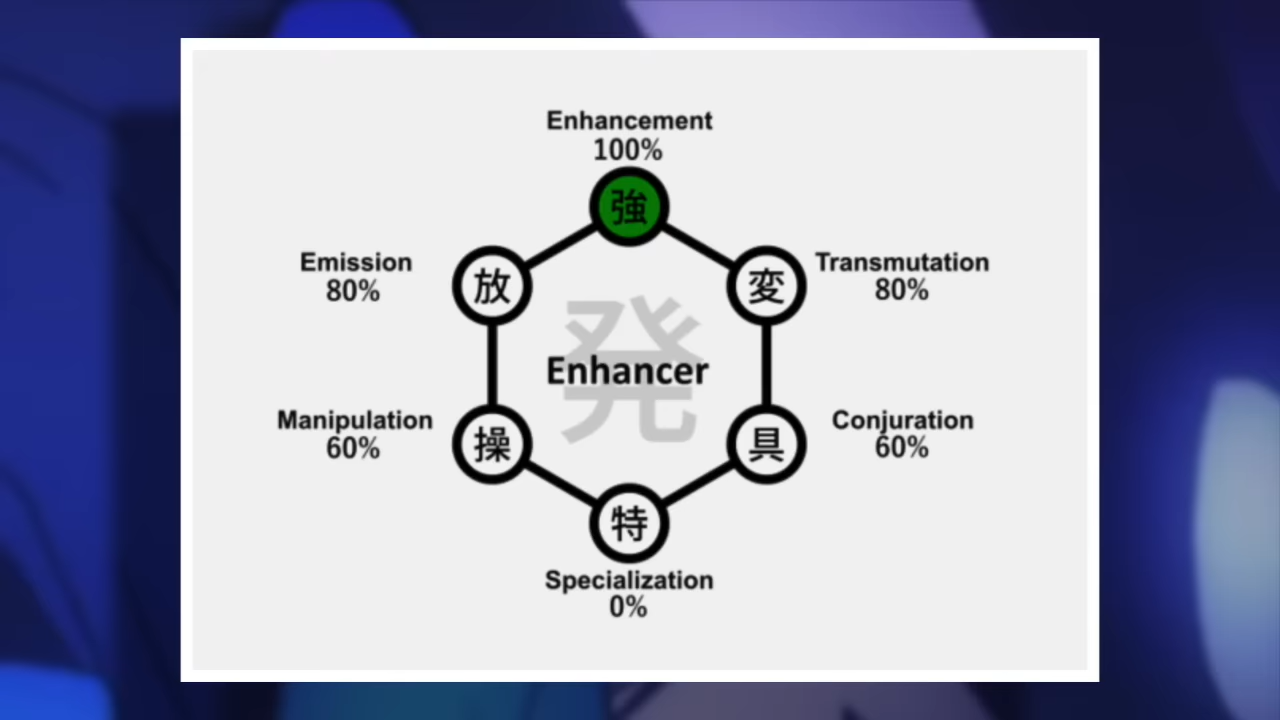 Enhancement
100%
強
Emission
80%
放
変
Transmutation
80%
発
Enhancer
Manipulation
60%
操
具
Conjuration
60%
特
Specialization
0%